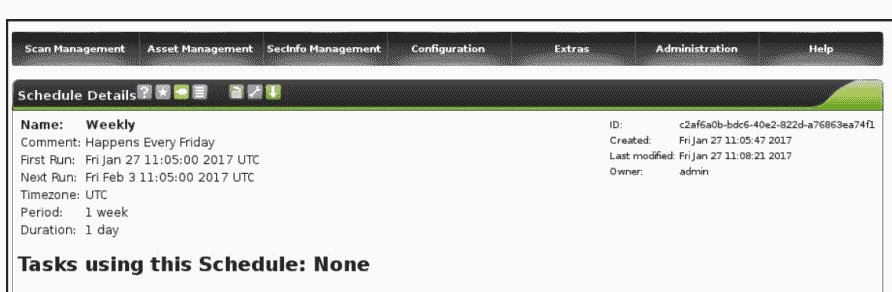 Scan Management Asset Management SecInfo Management Configuration Extras Administration Help
Schedule Details
Name: Weekly
Comment: Happens Every Friday
First Run: Fri Jan 27 11:05:00 2017 UTC
Next Run: Fri Feb 3 11:05:00 2017 UTC
Timezone: UTC
Period: 1 week
Duration: 1 day
ID: c2af6a0b-bdc6-40e2-822d-a76863ea74f1
Created: Fri Jan 27 11:05:47 2017
Last modified: Fri Jan 27 11:08:21 2017
Owner: admin
Tasks using this Schedule: None